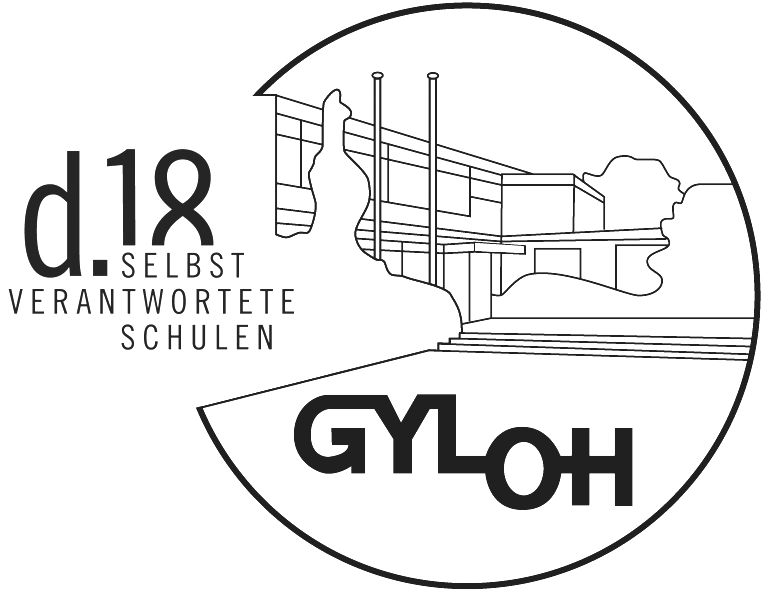 d.18
SELBST
VERANTWORTETE
SCHULEN
GYLOH